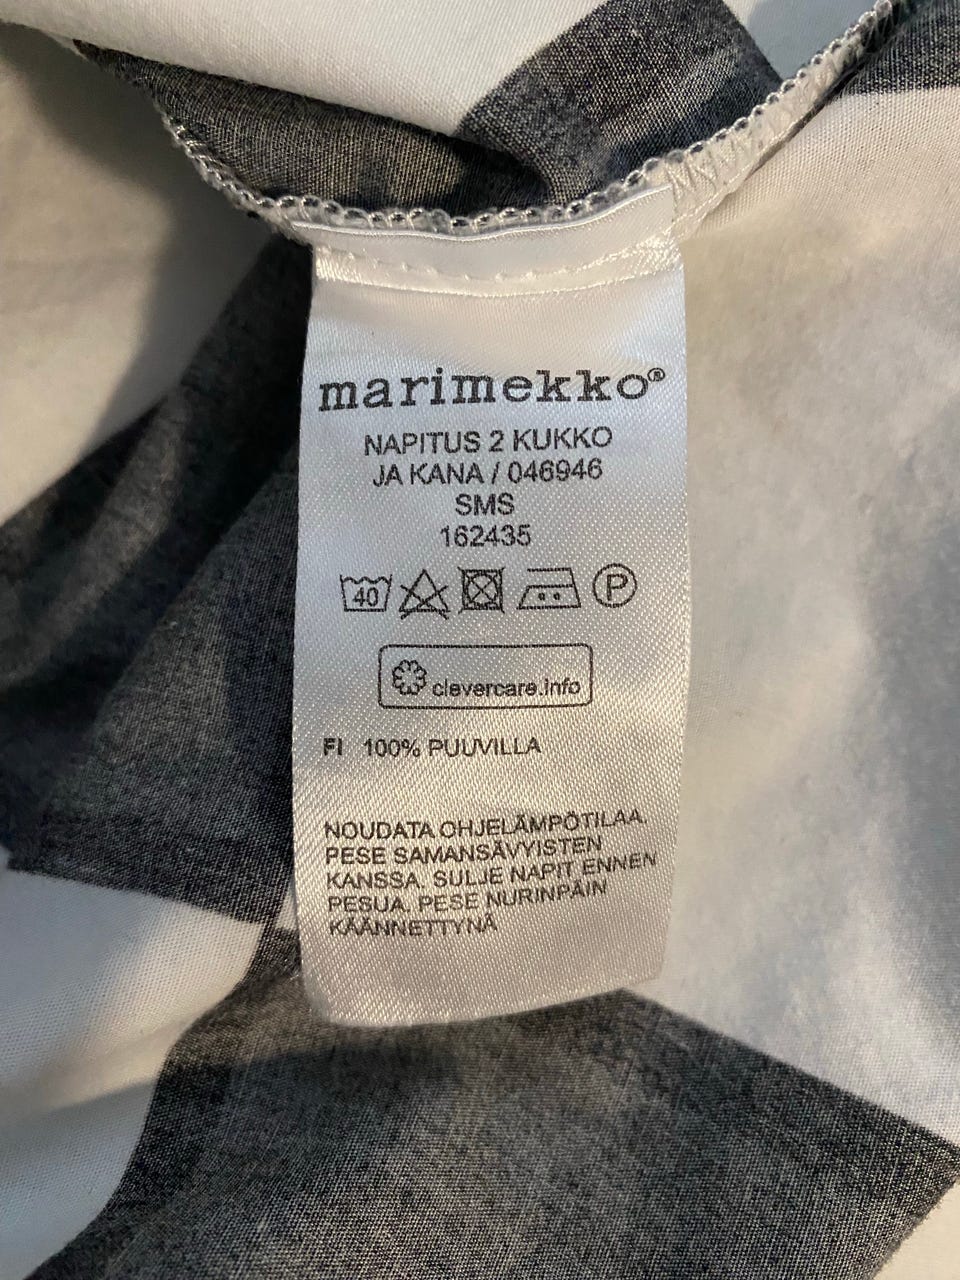 marimekko®
NAPITUS 2 KUKKO
JA KANA / 046946
SMS
162435
40 P
clevercare.info
FI 100% PUUVILLA
NOUDATA OHJELÄMPÖTILAA.
PESE SAMANSÄVYISTEN
KANSSA. SULJE NAPIT ENNEN
PESUA. PESE NURINPÄIN
KÄÄNNETTYNÄ